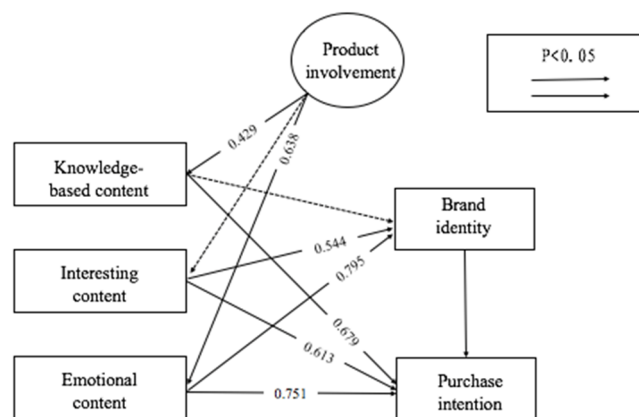 Product
involvement
P<0.05
0.429
0.638
Knowledge-
based content
Brand
identity
0.544
0.795
Interesting
content
0.679
0.613
Emotional
content
0.751
Purchase
intention